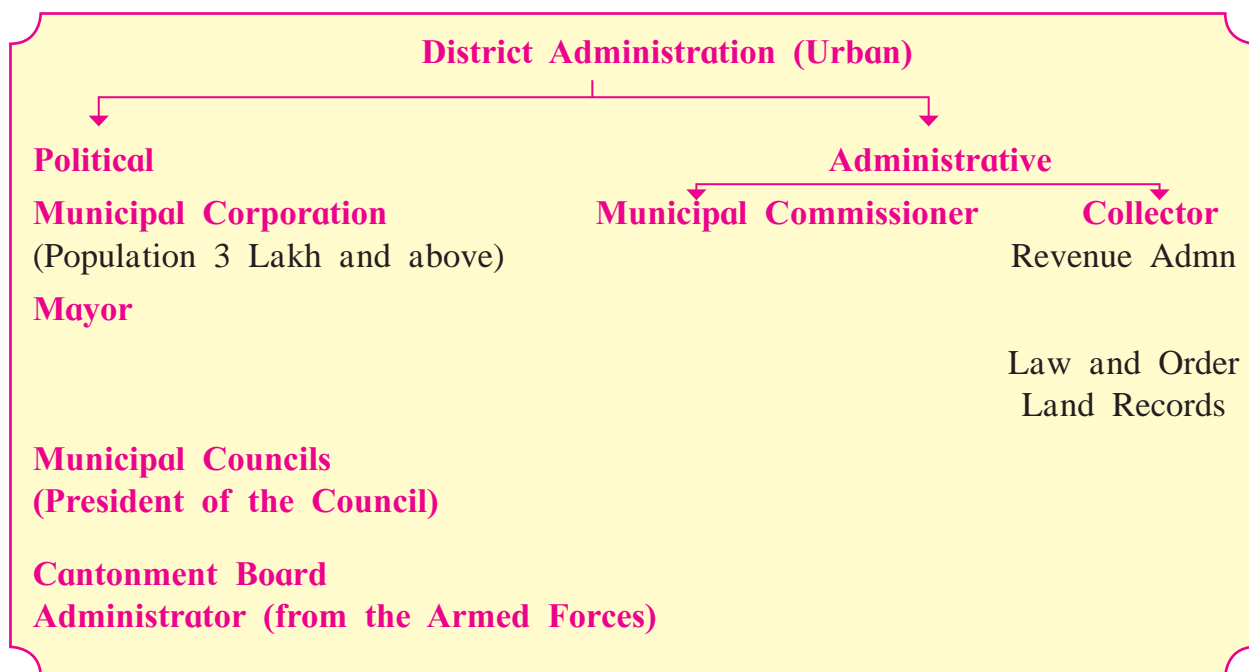 District Administration (Urban)
Political
Administrative
Municipal Corporation
Municipal Commissioner
Collector
(Population 3 Lakh and above)
Revenue Admn
Mayor
Law and Order
Land Records
Municipal Councils
(President of the Council)
Cantonment Board
Administrator (from the Armed Forces)